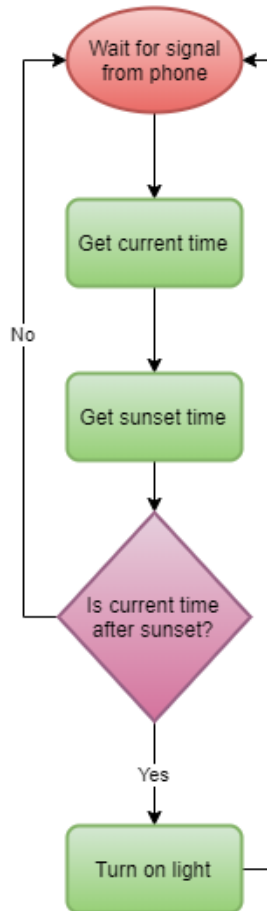 Wait for signal
from phone
Get current time
No
Get sunset time
Is current time
after sunset?
Yes
Turn on light